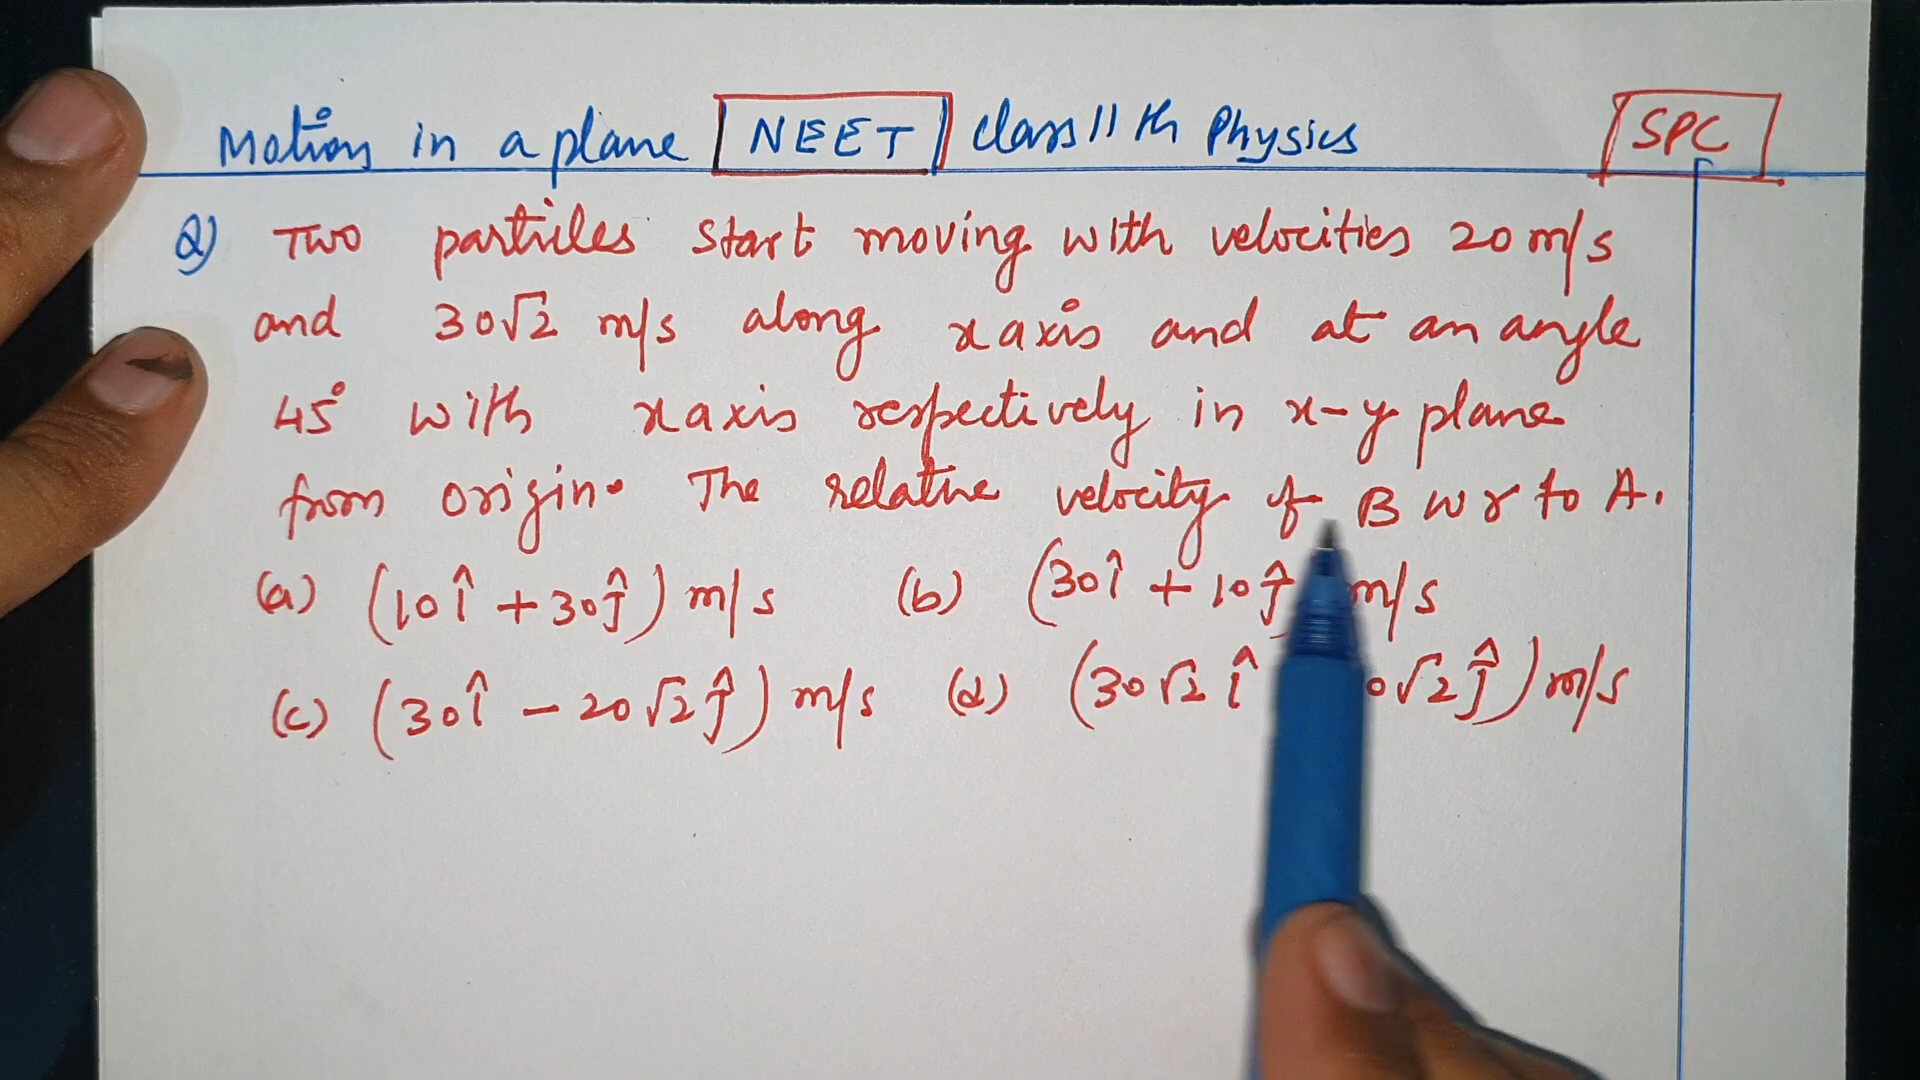 Motion in a plane NEET class 11 th Physics SPC
Q) Two particles start moving with velocities 20 m/s
and 30√2 m/s along x axis and at an angle
45° with x axis respectively in x-y plane
from origin. The relative velocity of B w r to A.
(a) (10î + 30ĵ) m/s (b) (30î + 10ĵ m/s
(c) (30î - 20√2ĵ) m/s (d) (30√2 î 0√2ĵ) m/s